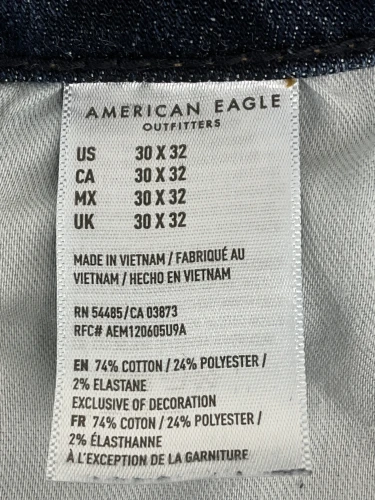 AMERICAN EAGLE
OUTFITTERS
US 30 X 32
CA 30 X 32
MX 30 X 32
UK 30 X 32
MADE IN VIETNAM / FABRIQUÉ AU
VIETNAM / HECHO EN VIETNAM
RN 54485/CA 03873
RFC# AEM120605U9A
EN 74% COTTON / 24% POLYESTER /
2% ELASTANE
EXCLUSIVE OF DECORATION
FR 74% COTON / 24% POLYESTER /
2% ÉLASTHANNE
À L'EXCEPTION DE LA GARNITURE